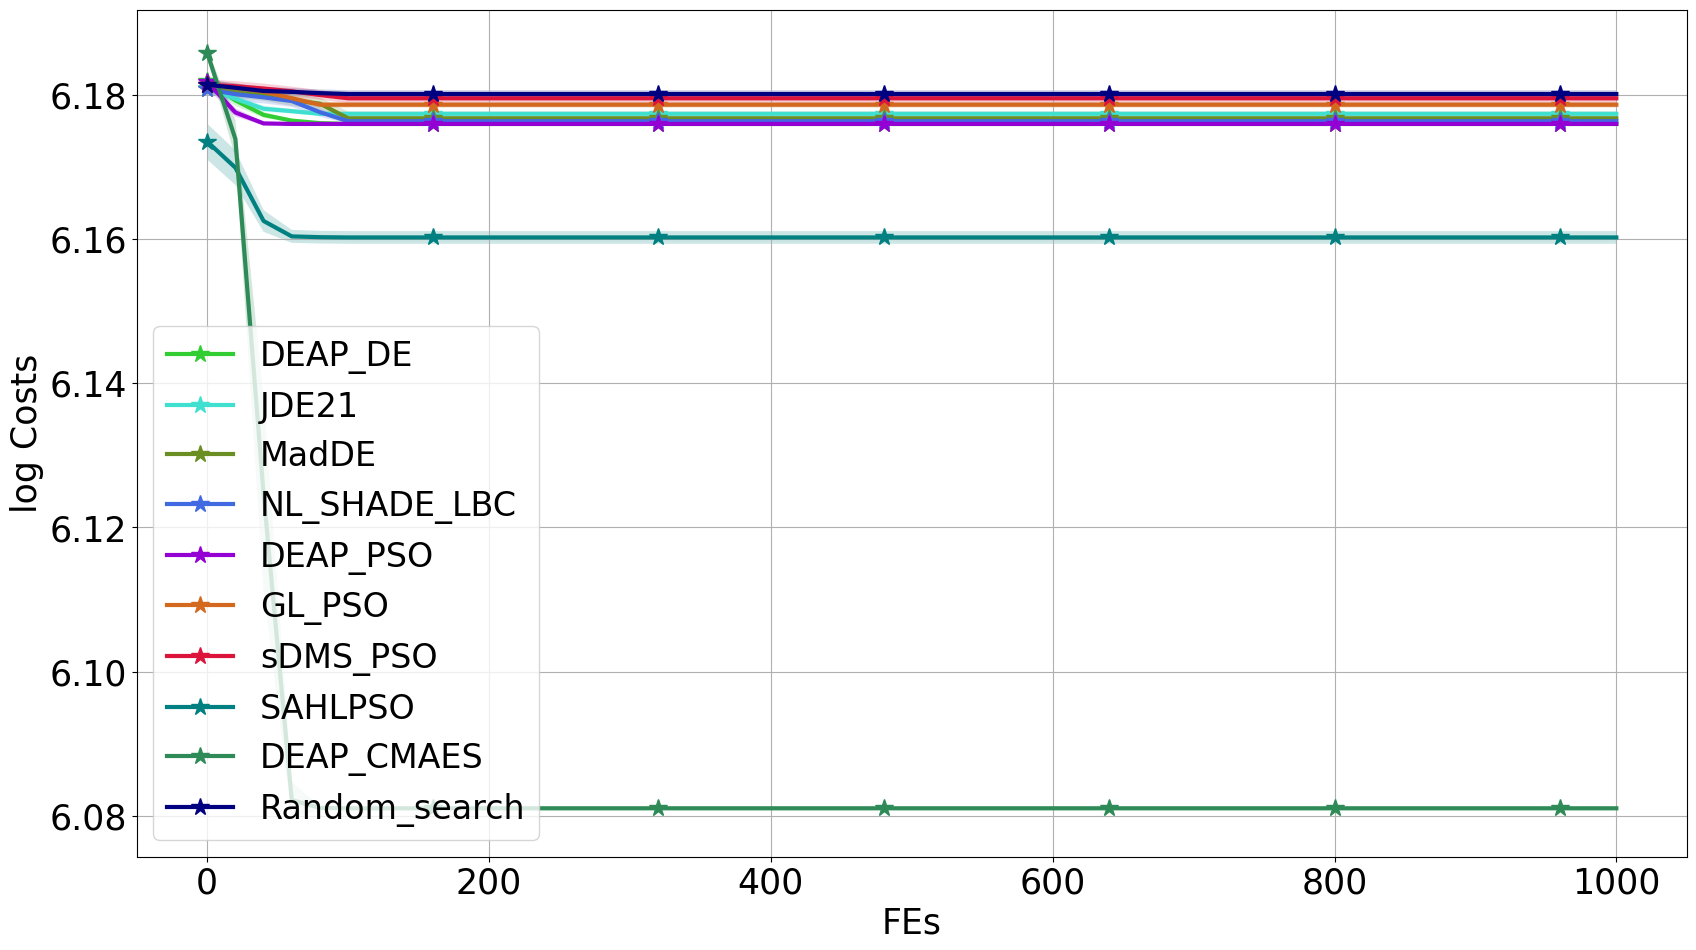 6.18
6.16
6.14
6.12
6.10
6.08
log Costs
DEAP_DE
JDE21
MadDE
NL_SHADE_LBC
DEAP_PSO
GL_PSO
sDMS_PSO
SAHLPSO
DEAP_CMAES
Random_search
0 200 400 600 800 1000
FEs